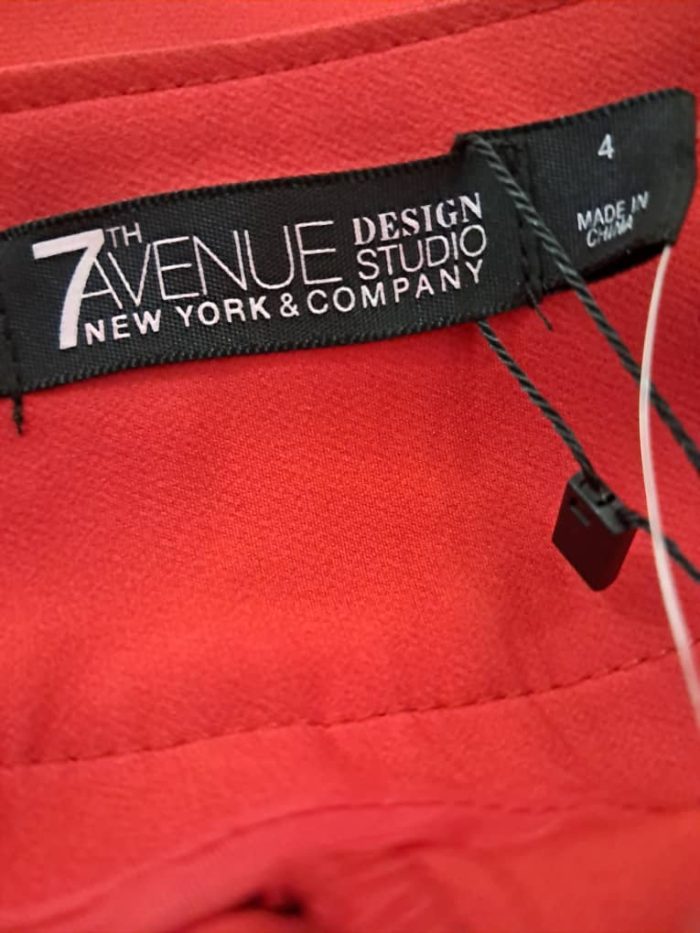 7TH AVENUE DESIGN STUDIO
NEW YORK & COMPANY
4
MADE IN
CHINA